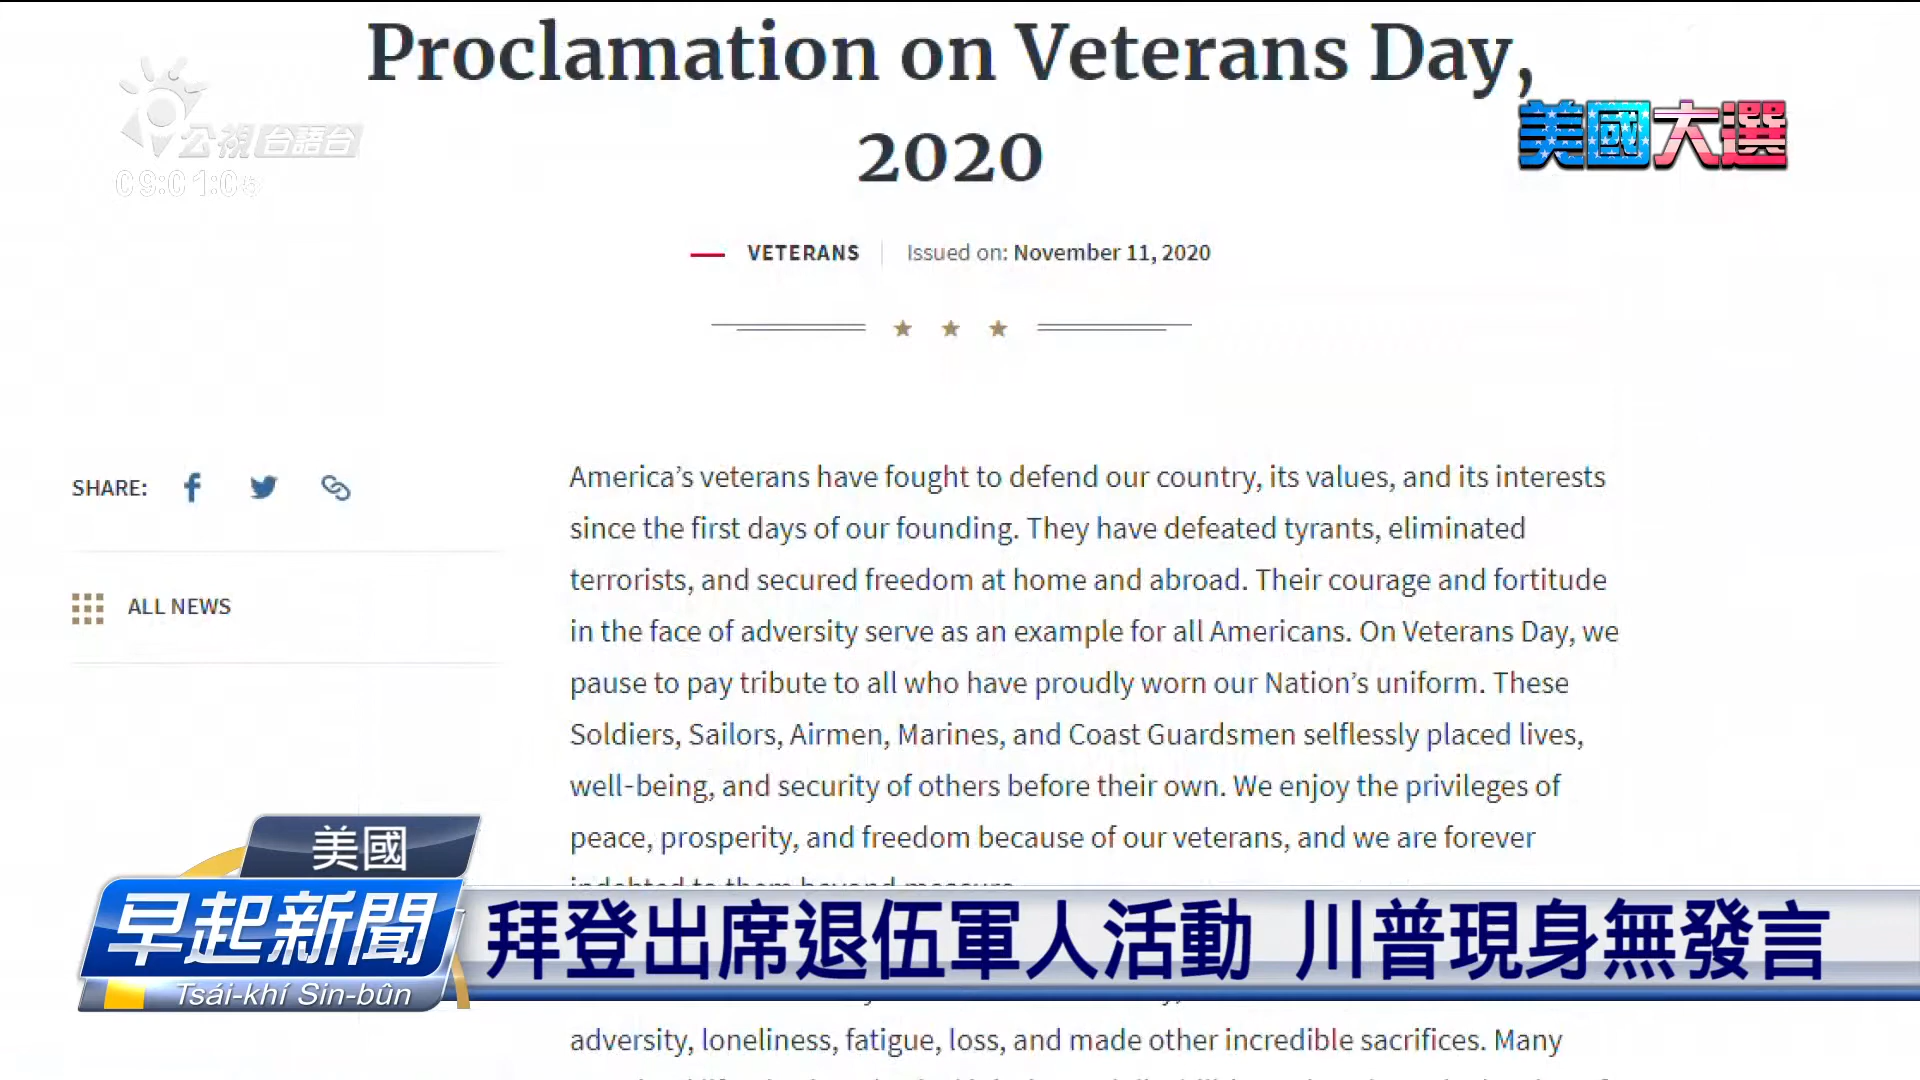 Proclamation on Veterans Day,
2020
公視台語台
美國大選
09:01:05
VETERANS
Issued on: November 11, 2020
SHARE:
ALL NEWS
America’s veterans have fought to defend our country, its values, and its interests
since the first days of our founding. They have defeated tyrants, eliminated
terrorists, and secured freedom at home and abroad. Their courage and fortitude
in the face of adversity serve as an example for all Americans. On Veterans Day, we
pause to pay tribute to all who have proudly worn our Nation’s uniform. These
Soldiers, Sailors, Airmen, Marines, and Coast Guardsmen selflessly placed lives,
well-being, and security of others before their own. We enjoy the privileges of
peace, prosperity, and freedom because of our veterans, and we are forever
indebted to them beyond measure.
美國
早起新聞
Tsái-khí Sin-bûn
拜登出席退伍軍人活動 川普現身無發言
adversity, loneliness, fatigue, loss, and made other incredible sacrifices. Many